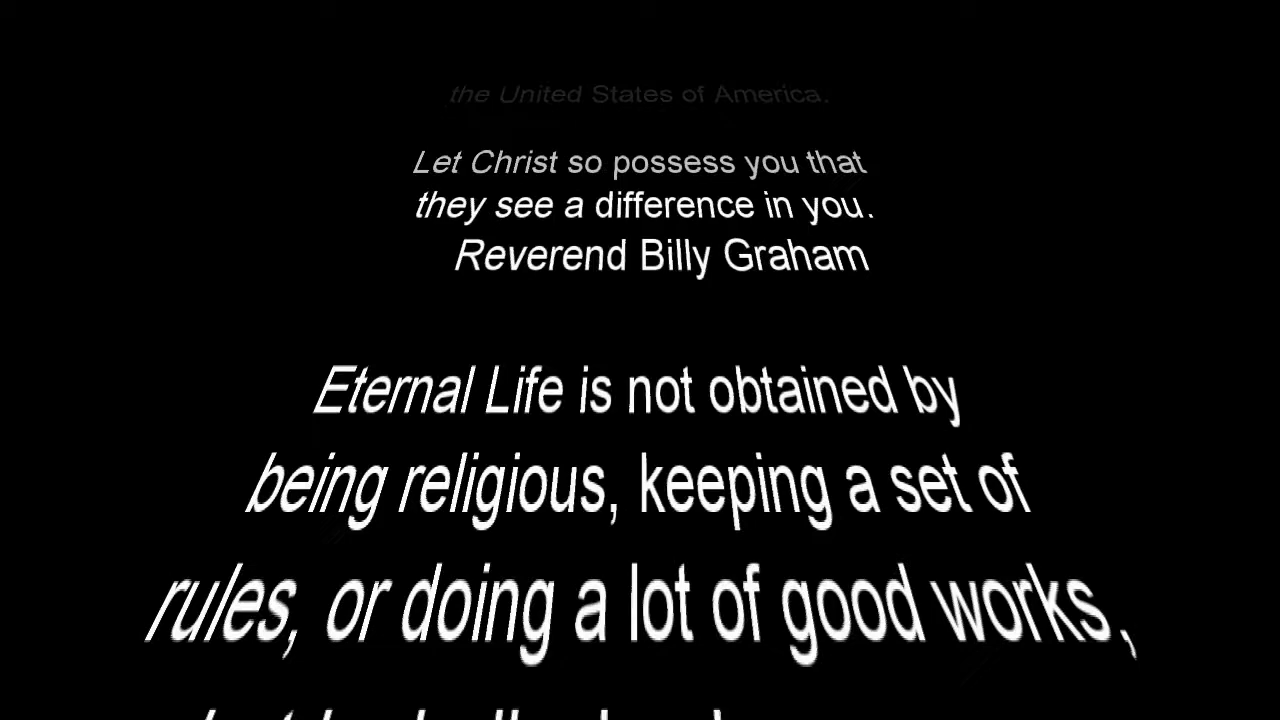 the United States of America.
Let Christ so possess you that
they see a difference in you.
Reverend Billy Graham
Eternal Life is not obtained by
being religious, keeping a set of
rules, or doing a lot of good works,